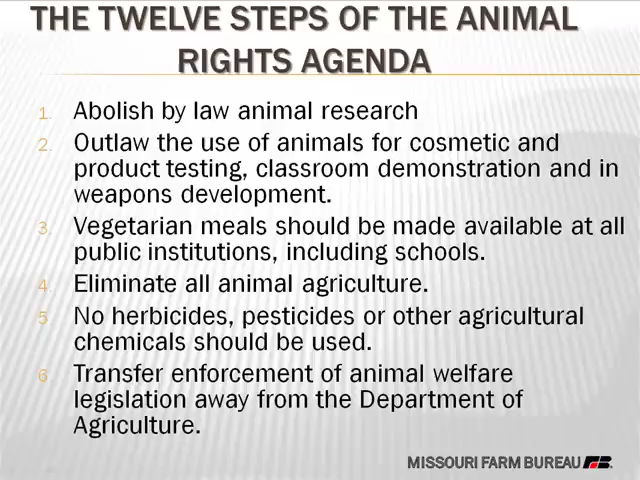 THE TWELVE STEPS OF THE ANIMAL
RIGHTS AGENDA
1. Abolish by law animal research
2. Outlaw the use of animals for cosmetic and
product testing, classroom demonstration and in
weapons development.
3. Vegetarian meals should be made available at all
public institutions, including schools.
4. Eliminate all animal agriculture.
5. No herbicides, pesticides or other agricultural
chemicals should be used.
6. Transfer enforcement of animal welfare
legislation away from the Department of
Agriculture.
MISSOURI FARM BUREAU FB